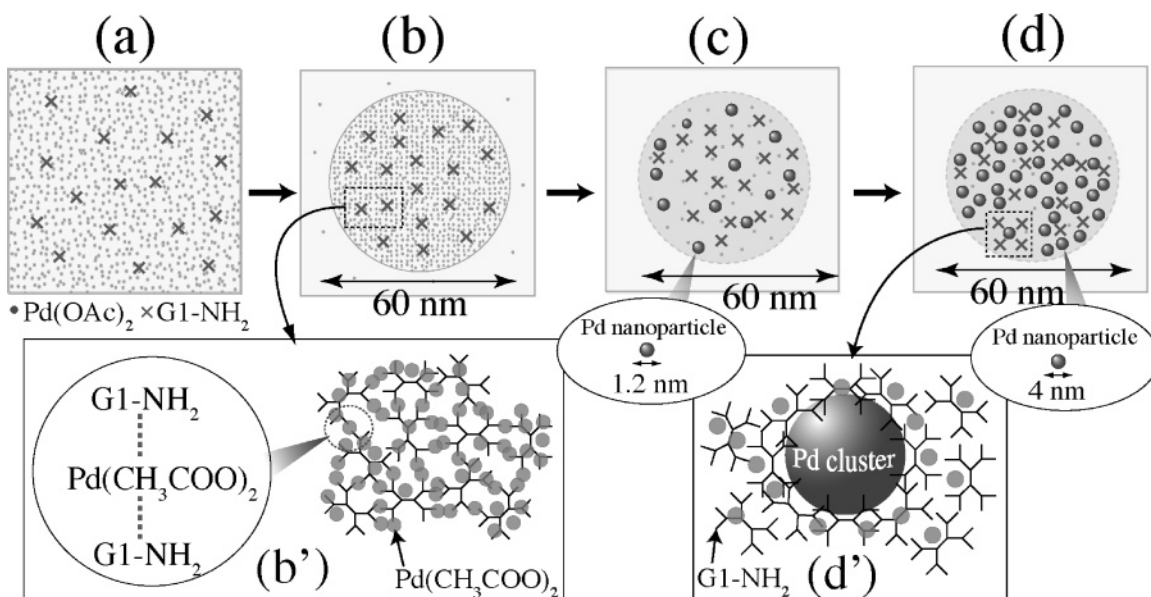 (a)
(b)
(c)
(d)
60 nm
60 nm
60 nm
•Pd(OAc)₂ ×G1-NH₂
Pd nanoparticle
1.2 nm
Pd nanoparticle
4 nm
G1-NH₂
Pd(CH₃COO)₂
G1-NH₂
(b’)
Pd(CH₃COO)₂
Pd cluster
G1-NH₂
(d’)